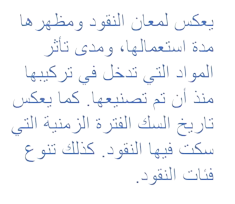 يعكس لمعان النقود ومظهرها
مدة استعمالها، ومدى تأثر
المواد التي تدخل في تركيبها
منذ أن تم تصنيعها. كما يعكس
تاريخ السك الفترة الزمنية التي
سكت فيها النقود. كذلك تنوع
فئات النقود.